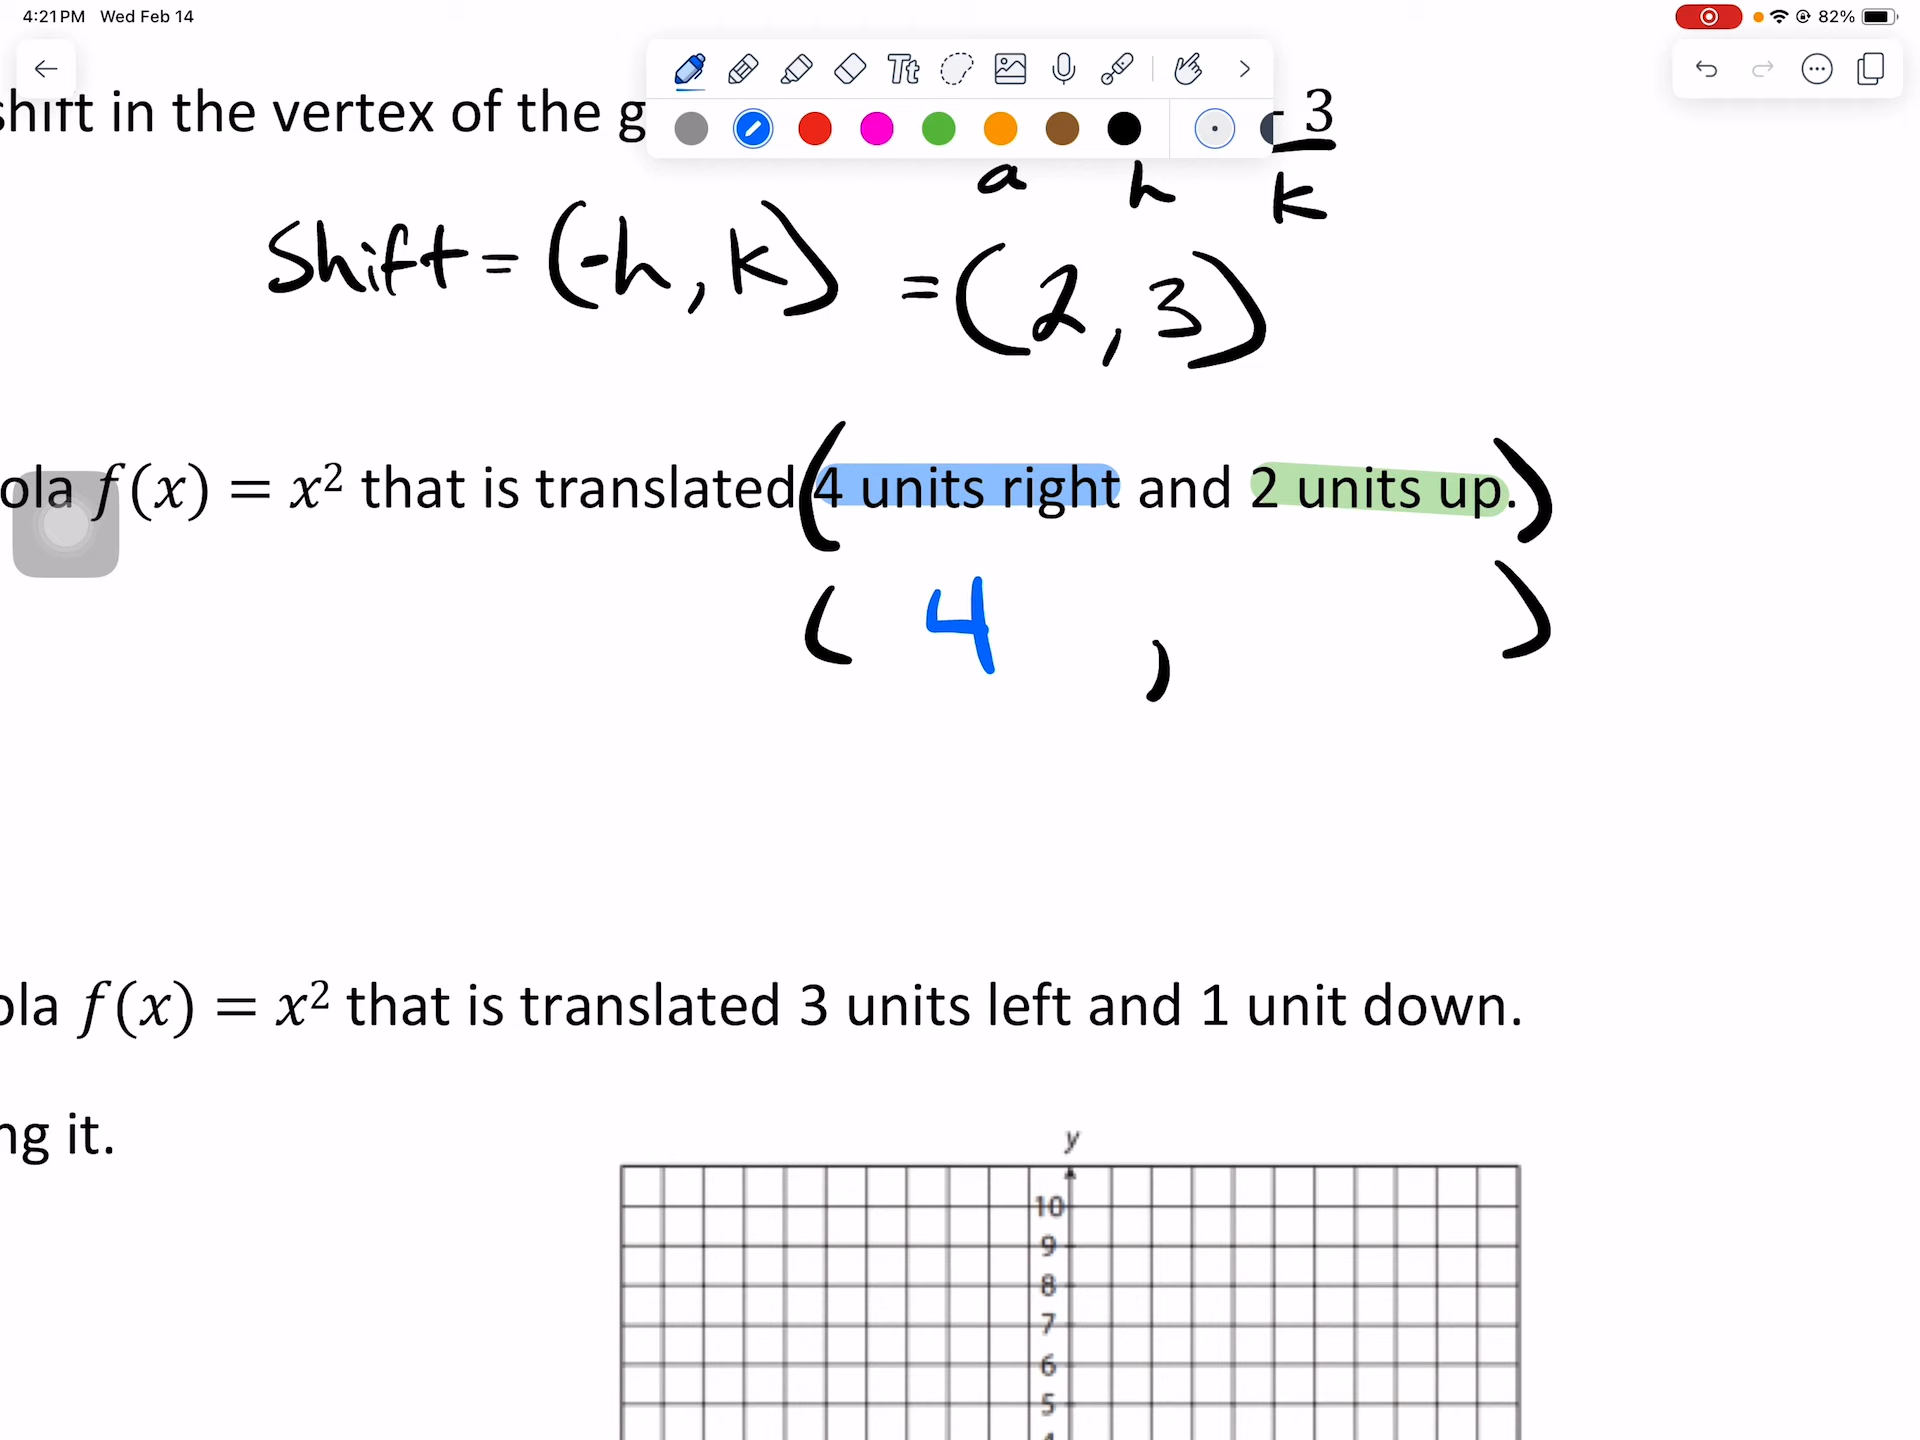 4:21 PM Wed Feb 14
82%
Tt
shift in the vertex of the g
- 3
a h k
Shift = (-h, k) = (2, 3)
ola f(x) = x² that is translated (4 units right and 2 units up.)
( 4 , )
ola f(x) = x² that is translated 3 units left and 1 unit down.
ng it.
y
10
9
8
7
6
5